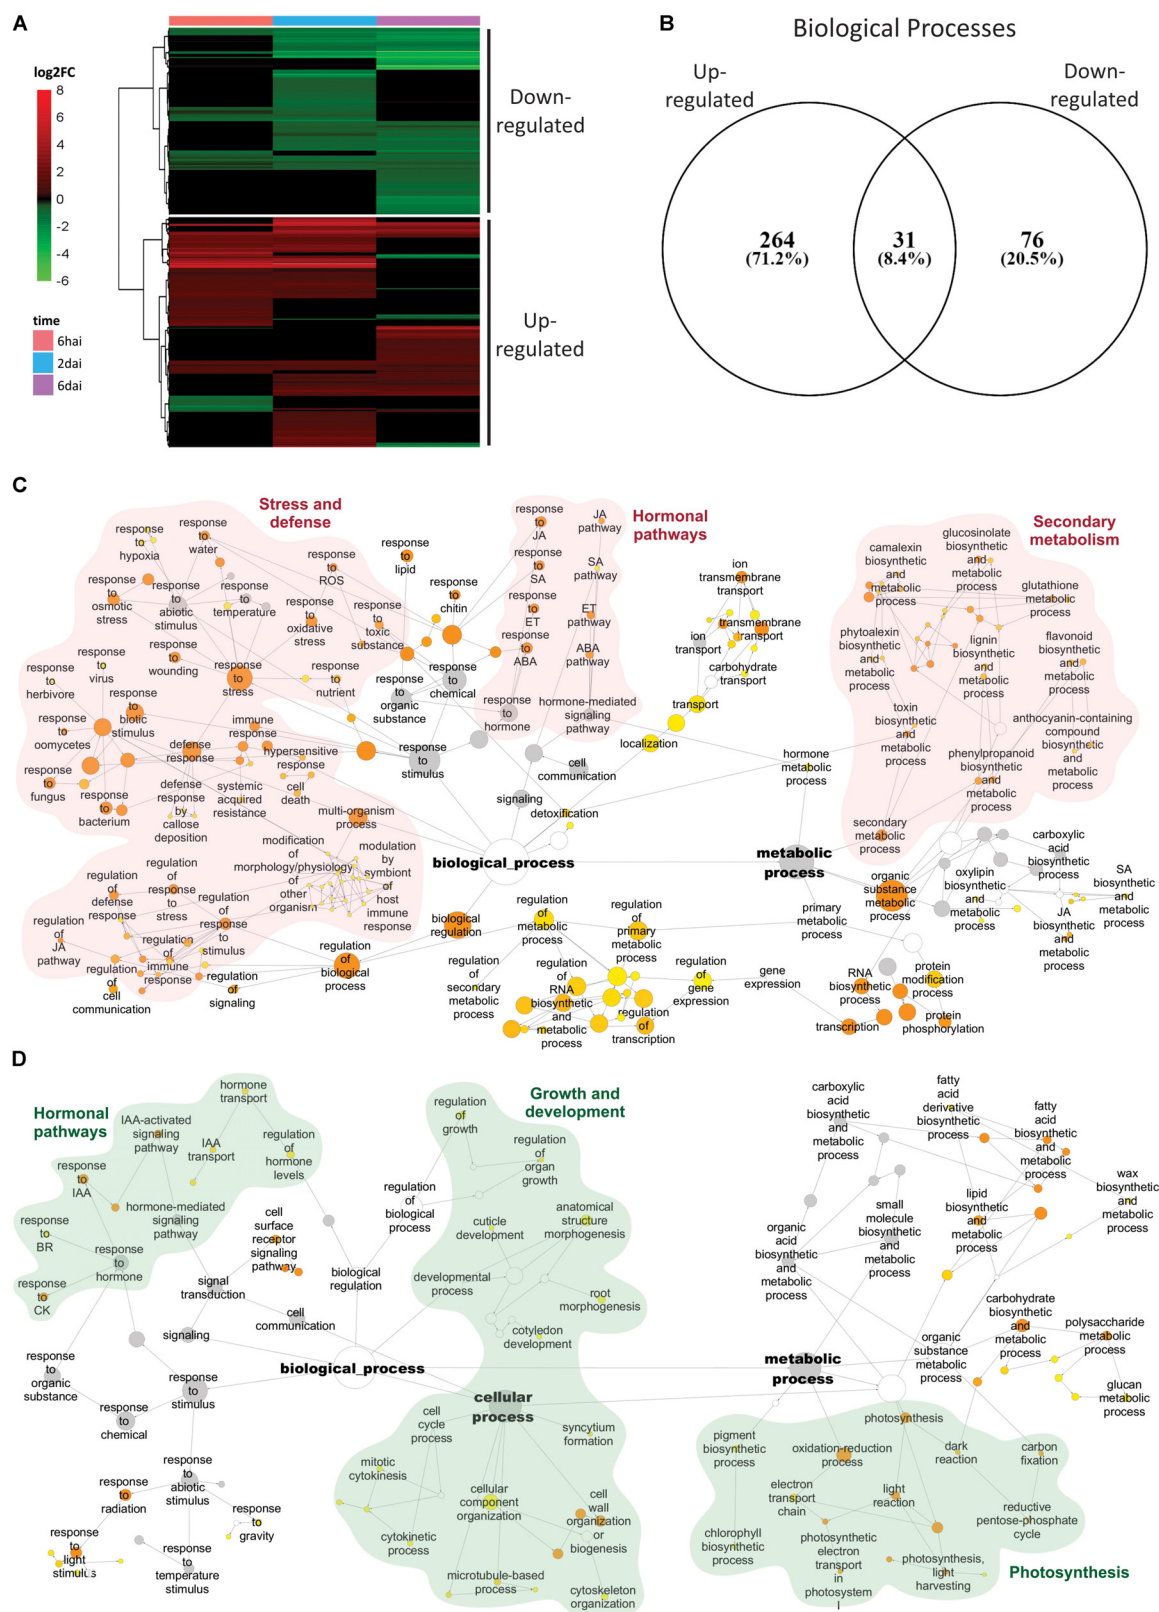 A
log2FC
8
6
4
2
0
-2
-4
-6
time
6hai
2dai
6dai
Down-
regulated
Up-
regulated
B
Biological Processes
Up-
regulated
Down-
regulated
264
(71.2%)
31
(8.4%)
76
(20.5%)
C
Stress and
defense
Hormonal
pathways
Secondary
metabolism
response
to
hypoxia
response
to
water
response
to
ROS
response
to
osmotic
stress
response
to
abiotic
stimulus
response
to
temperature
response
to
oxidative
stress
response
to
toxic
substance
response
to
wounding
response
to
virus
response
to
herbivore
response
to
stress
response
to
nutrient
response
to
biotic
stimulus
response
to
oomycetes
immune
response
defense
response
hypersensitive
response
response
to
fungus
response
to
bacterium
defense
response
by
callose
deposition
systemic
acquired
resistance
cell
death
multi-organism
process
modification
of
morphology/physiology
of
other
organism
modulation
by
symbiont
of
host
immune
response
regulation
of
defense
response
regulation
of
response
to
stress
regulation
of
response
to
stimulus
regulation
of
JA
pathway
regulation
of
immune
response
regulation
of
cell
communication
regulation
of
signaling
regulation
of
biological
process
biological
regulation
response
to
lipid
response
to
chitin
response
to
organic
substance
response
to
chemical
response
to
stimulus
response
to
JA
response
to
SA
response
to
ET
response
to
ABA
response
to
hormone
JA
pathway
SA
pathway
ET
pathway
ABA
pathway
hormone-mediated
signaling
pathway
cell
communication
signaling
detoxification
biological_process
ion
transmembrane
transport
transmembrane
transport
ion
transport
carbohydrate
transport
transport
localization
hormone
metabolic
process
metabolic
process
camalexin
biosynthetic
and
metabolic
process
glucosinolate
biosynthetic
and
metabolic
process
glutathione
metabolic
process
phytoalexin
biosynthetic
and
metabolic
process
lignin
biosynthetic
and
metabolic
process
flavonoid
biosynthetic
and
metabolic
process
toxin
biosynthetic
and
metabolic
process
anthocyanin-containing
compound
biosynthetic
and
metabolic
process
phenylpropanoid
biosynthetic
and
metabolic
process
secondary
metabolic
process
organic
substance
metabolic
process
carboxylic
acid
biosynthetic
and
metabolic
process
oxylipin
biosynthetic
and
metabolic
process
SA
biosynthetic
and
metabolic
process
JA
biosynthetic
and
metabolic
process
primary
metabolic
process
regulation
of
metabolic
process
regulation
of
primary
metabolic
process
regulation
of
secondary
metabolic
process
regulation
of
RNA
biosynthetic
and
metabolic
process
regulation
of
transcription
regulation
of
gene
expression
gene
expression
RNA
biosynthetic
process
protein
modification
process
transcription
protein
phosphorylation
D
Hormonal
pathways
Growth and
development
hormone
transport
IAA-activated
signaling
pathway
IAA
transport
regulation
of
hormone
levels
response
to
IAA
hormone-mediated
signaling
pathway
response
to
BR
response
to
hormone
response
to
CK
cell
surface
receptor
signaling
pathway
signal
transduction
biological
regulation
regulation
of
biological
process
cell
communication
signaling
biological_process
response
to
organic
substance
response
to
stimulus
response
to
chemical
response
to
abiotic
stimulus
response
to
radiation
response
to
gravity
response
to
light
stimulus
response
to
temperature
stimulus
regulation
of
growth
regulation
of
organ
growth
cuticle
development
anatomical
structure
morphogenesis
developmental
process
root
morphogenesis
cotyledon
development
cellular
process
cell
cycle
process
syncytium
formation
mitotic
cytokinesis
cellular
component
organization
cell
wall
organization
or
biogenesis
cytokinetic
process
microtubule-based
process
cytoskeleton
organization
carboxylic
acid
biosynthetic
and
metabolic
process
fatty
acid
derivative
biosynthetic
process
fatty
acid
biosynthetic
and
metabolic
process
wax
biosynthetic
and
metabolic
process
organic
acid
biosynthetic
and
metabolic
process
small
molecule
biosynthetic
and
metabolic
process
lipid
biosynthetic
and
metabolic
process
carbohydrate
biosynthetic
and
metabolic
process
polysaccharide
metabolic
process
organic
substance
metabolic
process
glucan
metabolic
process
metabolic
process
photosynthesis
pigment
biosynthetic
process
oxidation-reduction
process
dark
reaction
carbon
fixation
electron
transport
chain
light
reaction
reductive
pentose-phosphate
cycle
chlorophyll
biosynthetic
process
photosynthetic
electron
transport
in
photosystem
I
photosynthesis,
light
harvesting
Photosynthesis